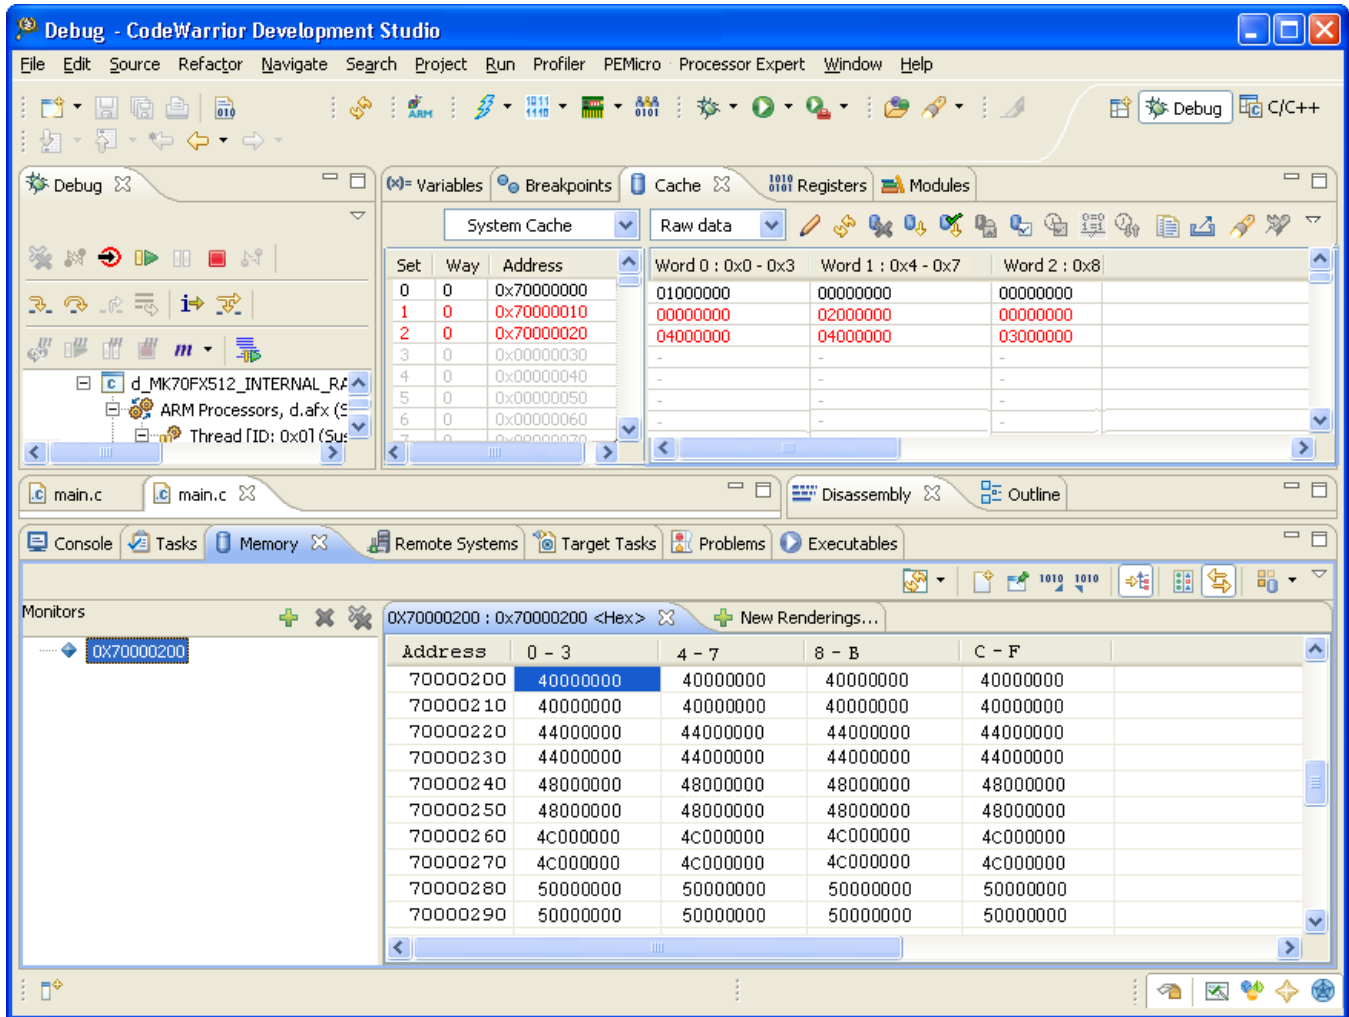 Debug - CodeWarrior Development Studio
File Edit Source Refactor Navigate Search Project Run Profiler PEMicro Processor Expert Window Help
Debug C/C++
Debug
(x)= Variables Breakpoints Cache Registers Modules
System Cache Raw data
Set Way Address Word 0 : 0x0 - 0x3 Word 1 : 0x4 - 0x7 Word 2 : 0x8
0 0 0x70000000 01000000 00000000 00000000
1 0 0x70000010 00000000 02000000 00000000
2 0 0x70000020 04000000 04000000 03000000
3 0 0x00000030 - - -
4 0 0x00000040 - - -
5 0 0x00000050 - - -
6 0 0x00000060 - - -
7 0 0x00000070
d_MK70FX512_INTERNAL_RA
ARM Processors, d.afx (S
Thread [ID: 0x0] (Sus
main.c main.c Disassembly Outline
Console Tasks Memory Remote Systems Target Tasks Problems Executables
Monitors
0X70000200
0X70000200 : 0x70000200 <Hex> New Renderings...
Address 0 - 3 4 - 7 8 - B C - F
70000200 40000000 40000000 40000000 40000000
70000210 40000000 40000000 40000000 40000000
70000220 44000000 44000000 44000000 44000000
70000230 44000000 44000000 44000000 44000000
70000240 48000000 48000000 48000000 48000000
70000250 48000000 48000000 48000000 48000000
70000260 4C000000 4C000000 4C000000 4C000000
70000270 4C000000 4C000000 4C000000 4C000000
70000280 50000000 50000000 50000000 50000000
70000290 50000000 50000000 50000000 50000000